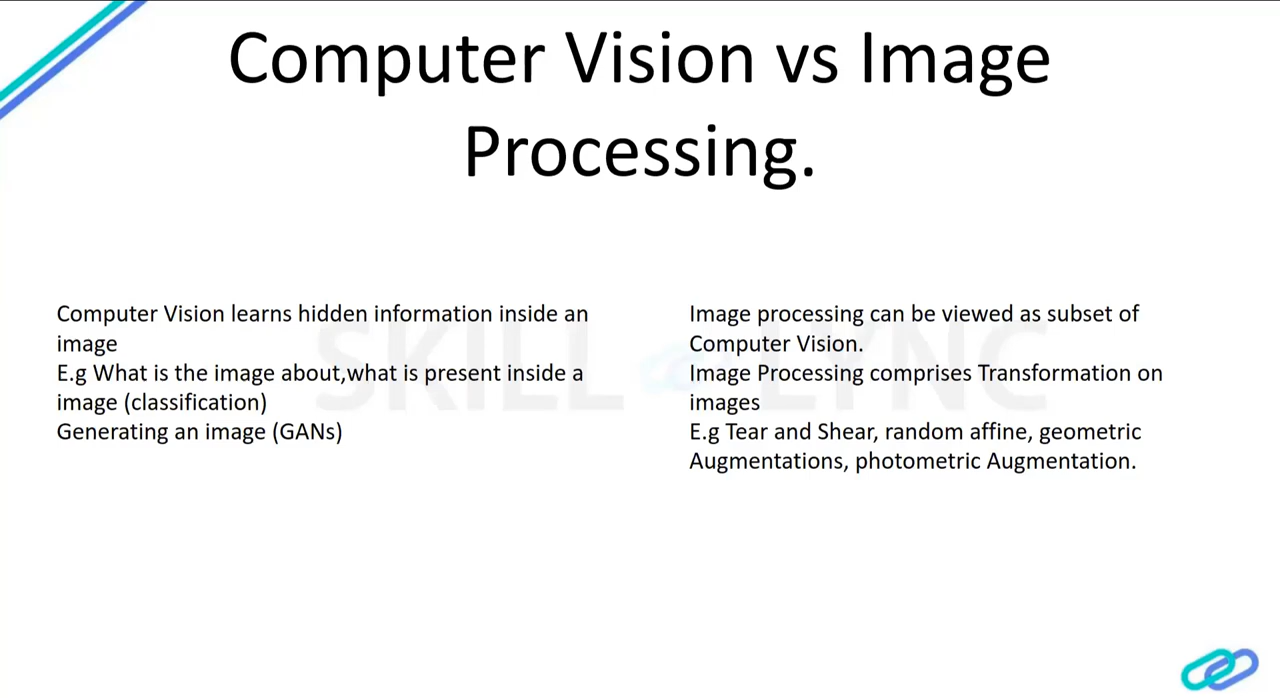 Computer Vision vs Image
Processing.
Computer Vision learns hidden information inside an
image
E.g What is the image about,what is present inside a
image (classification)
Generating an image (GANs)
Image processing can be viewed as subset of
Computer Vision.
Image Processing comprises Transformation on
images
E.g Tear and Shear, random affine, geometric
Augmentations, photometric Augmentation.
SKILL LYNC